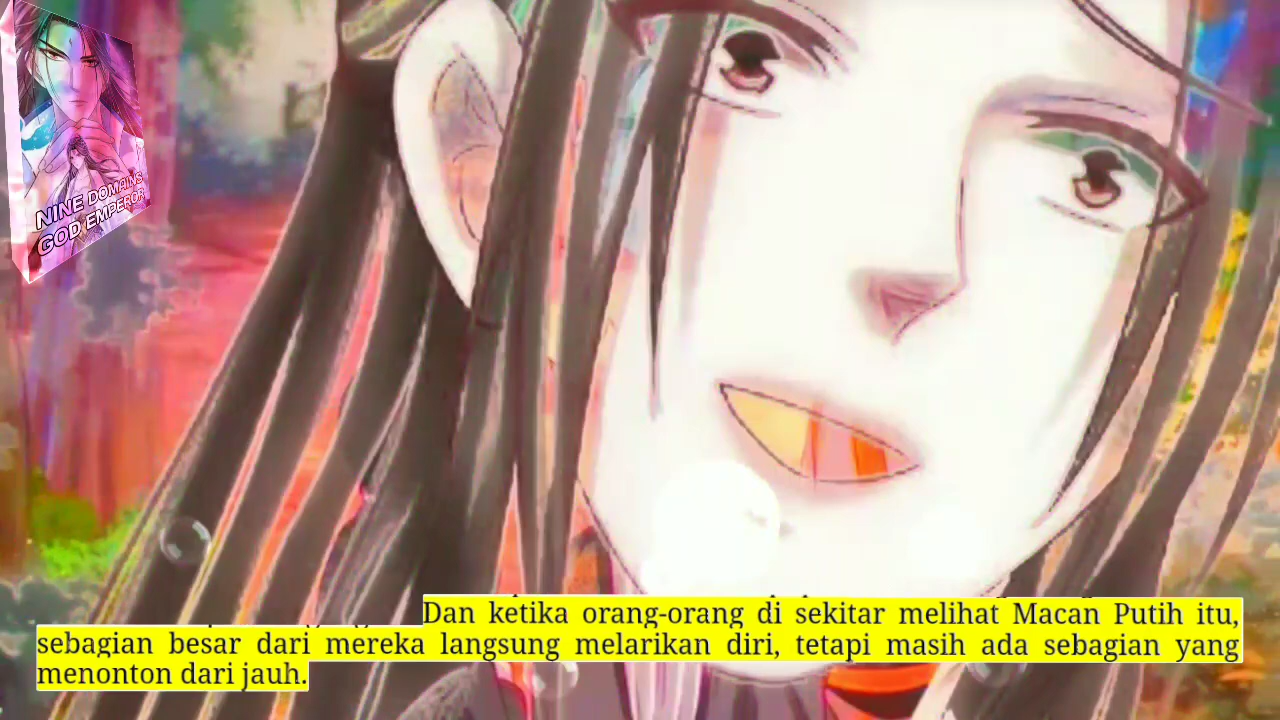 NINE DOMAINS
GOD EMPEROR
Dan ketika orang-orang di sekitar melihat Macan Putih itu,
sebagian besar dari mereka langsung melarikan diri, tetapi masih ada sebagian yang
menonton dari jauh.